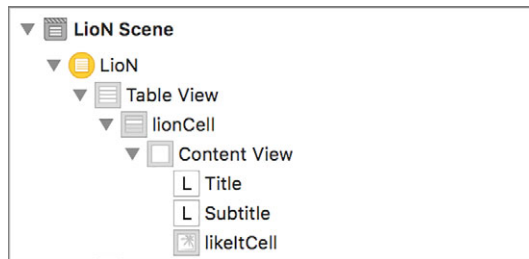 LioN Scene
LioN
Table View
lionCell
Content View
L Title
L Subtitle
likeItCell